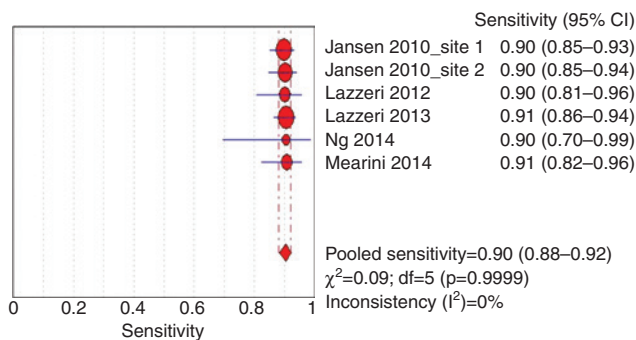 Sensitivity (95% CI)
Jansen 2010_site 1 0.90 (0.85–0.93)
Jansen 2010_site 2 0.90 (0.85–0.94)
Lazzeri 2012 0.90 (0.81–0.96)
Lazzeri 2013 0.91 (0.86–0.94)
Ng 2014 0.90 (0.70–0.99)
Mearini 2014 0.91 (0.82–0.96)
Pooled sensitivity=0.90 (0.88–0.92)
χ²=0.09; df=5 (p=0.9999)
Inconsistency (I²)=0%
0 0.2 0.4 0.6 0.8 1
Sensitivity